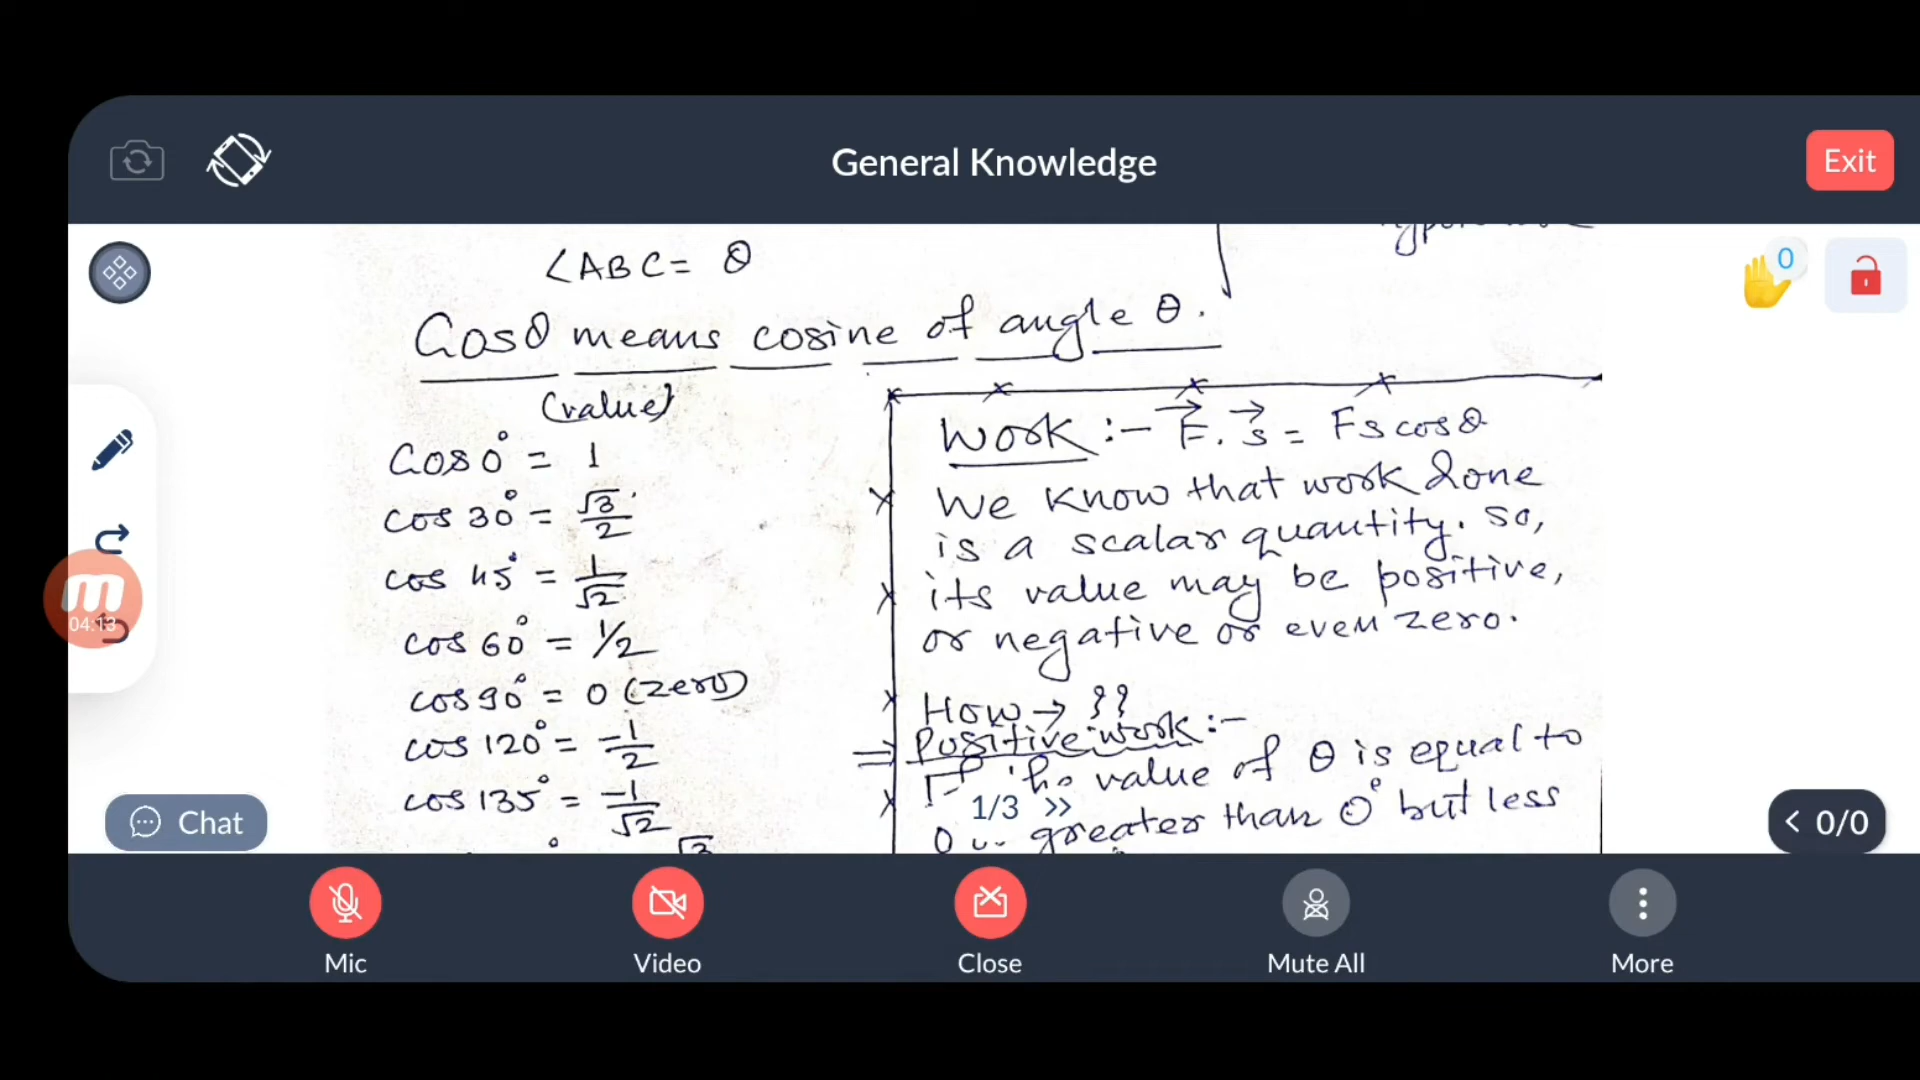 General Knowledge
Exit
∠ABC = θ
0
Cosθ means cosine of angle θ.
(value)
Cos 0° = 1
cos 30° = √3/2
cos 45° = 1/√2
cos 60° = 1/2
cos 90° = 0 (zero)
cos 120° = -1/2
cos 135° = -1/√2
Work :- F→. s→ = Fs cosθ
We know that work done
is a scalar quantity. so,
its value may be positive,
or negative or even zero.
How → ??
⇒ Positive work :-
value of θ is equal to
greater than 0° but less
1/3 >>
m
04:13
Chat
< 0/0
Mic
Video
Close
Mute All
More